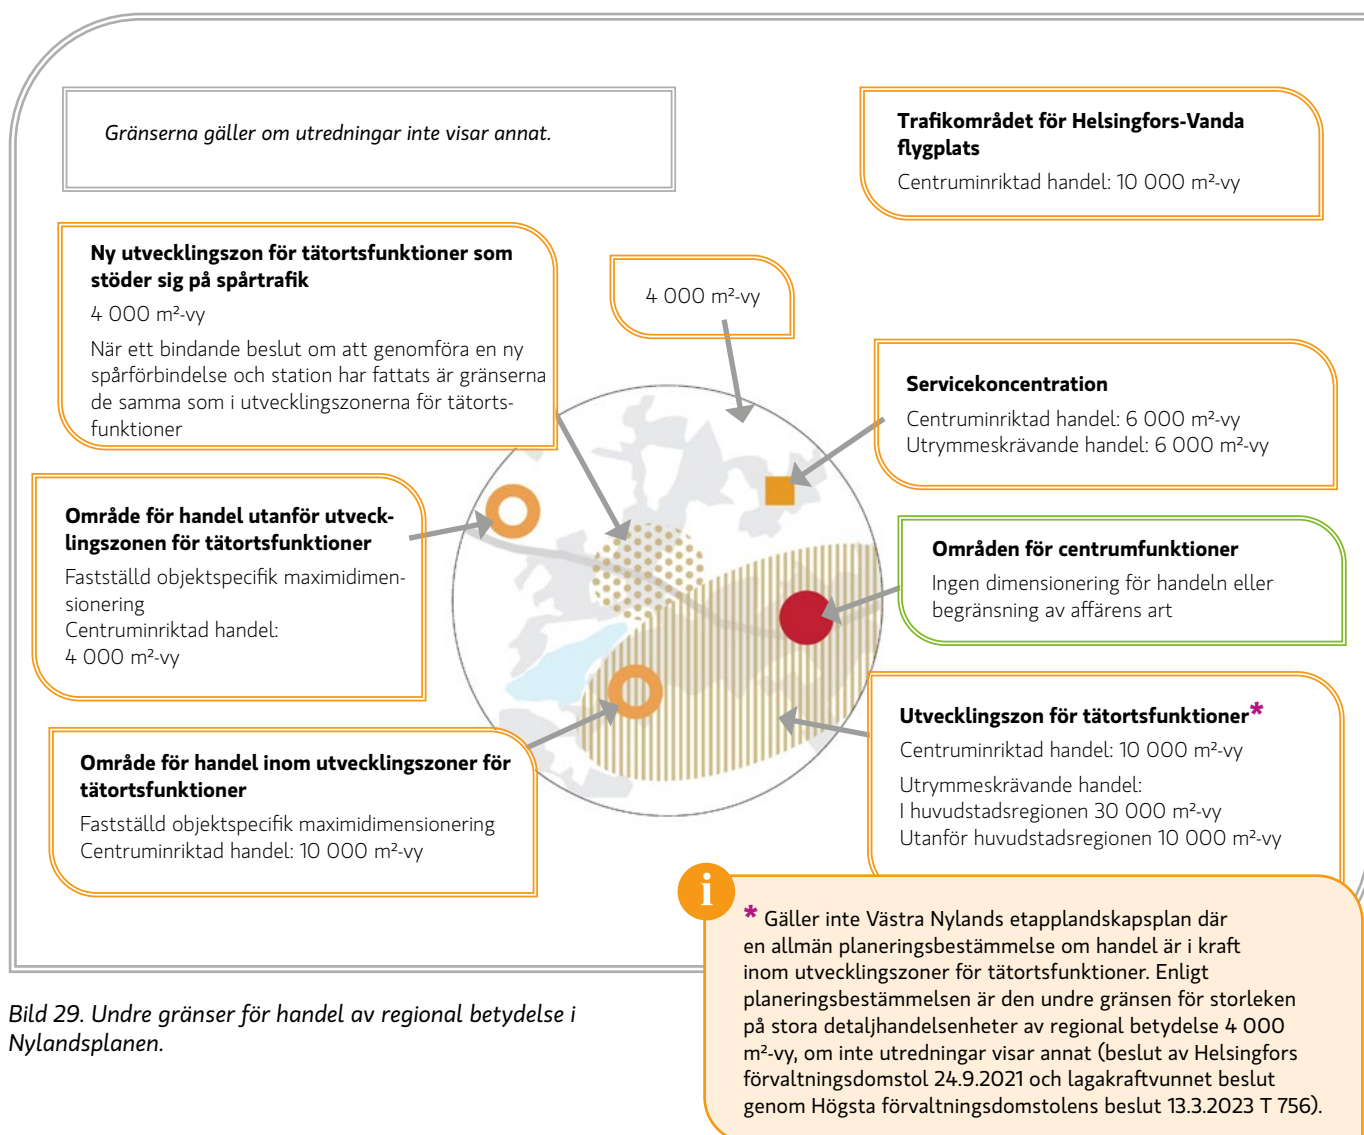 Gränserna gäller om utredningar inte visar annat.
Trafikområdet för Helsingfors-Vanda
flygplats
Centruminriktad handel: 10 000 m²-vy
Ny utvecklingszon för tätortsfunktioner som
stöder sig på spårtrafik
4 000 m²-vy
När ett bindande beslut om att genomföra en ny
spårförbindelse och station har fattats är gränserna
de samma som i utvecklingszonerna för tätorts-
funktioner
4 000 m²-vy
Servicekoncentration
Centruminriktad handel: 6 000 m²-vy
Utrymmeskrävande handel: 6 000 m²-vy
Område för handel utanför utveck-
lingszonen för tätortsfunktioner
Fastställd objektspecifik maximidimen-
sionering
Centruminriktad handel:
4 000 m²-vy
Områden för centrumfunktioner
Ingen dimensionering för handeln eller
begränsning av affärens art
Område för handel inom utvecklingszoner för
tätortsfunktioner
Fastställd objektspecifik maximidimensionering
Centruminriktad handel: 10 000 m²-vy
Utvecklingszon för tätortsfunktioner*
Centruminriktad handel: 10 000 m²-vy
Utrymmeskrävande handel:
I huvudstadsregionen 30 000 m²-vy
Utanför huvudstadsregionen 10 000 m²-vy
i
* Gäller inte Västra Nylands etapplandskapsplan där
en allmän planeringsbestämmelse om handel är i kraft
inom utvecklingszoner för tätortsfunktioner. Enligt
planeringsbestämmelsen är den undre gränsen för storleken
på stora detaljhandelsenheter av regional betydelse 4 000
m²-vy, om inte utredningar visar annat (beslut av Helsingfors
förvaltningsdomstol 24.9.2021 och lagakraftvunnet beslut
genom Högsta förvaltningsdomstolens beslut 13.3.2023 T 756).
Bild 29. Undre gränser för handel av regional betydelse i
Nylandsplanen.